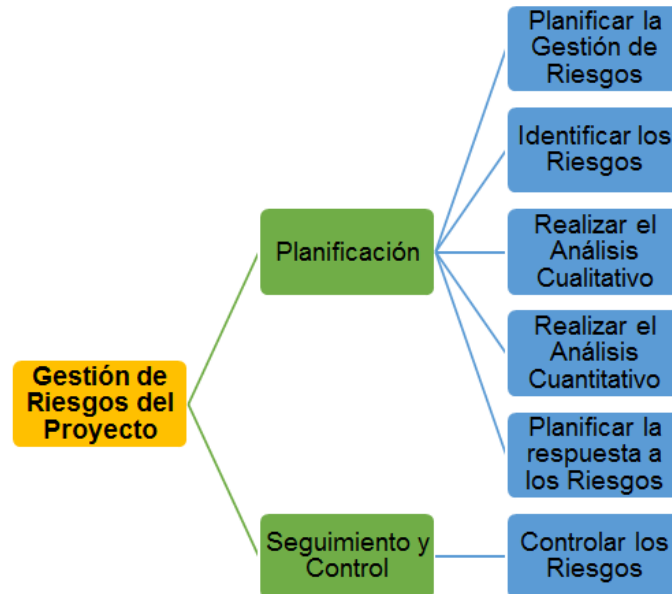 Planificar la
Gestión de
Riesgos
Identificar los
Riesgos
Realizar el
Análisis
Cualitativo
Planificación
Realizar el
Análisis
Cuantitativo
Gestión de
Riesgos del
Proyecto
Planificar la
respuesta a
los Riesgos
Seguimiento y
Control
Controlar los
Riesgos